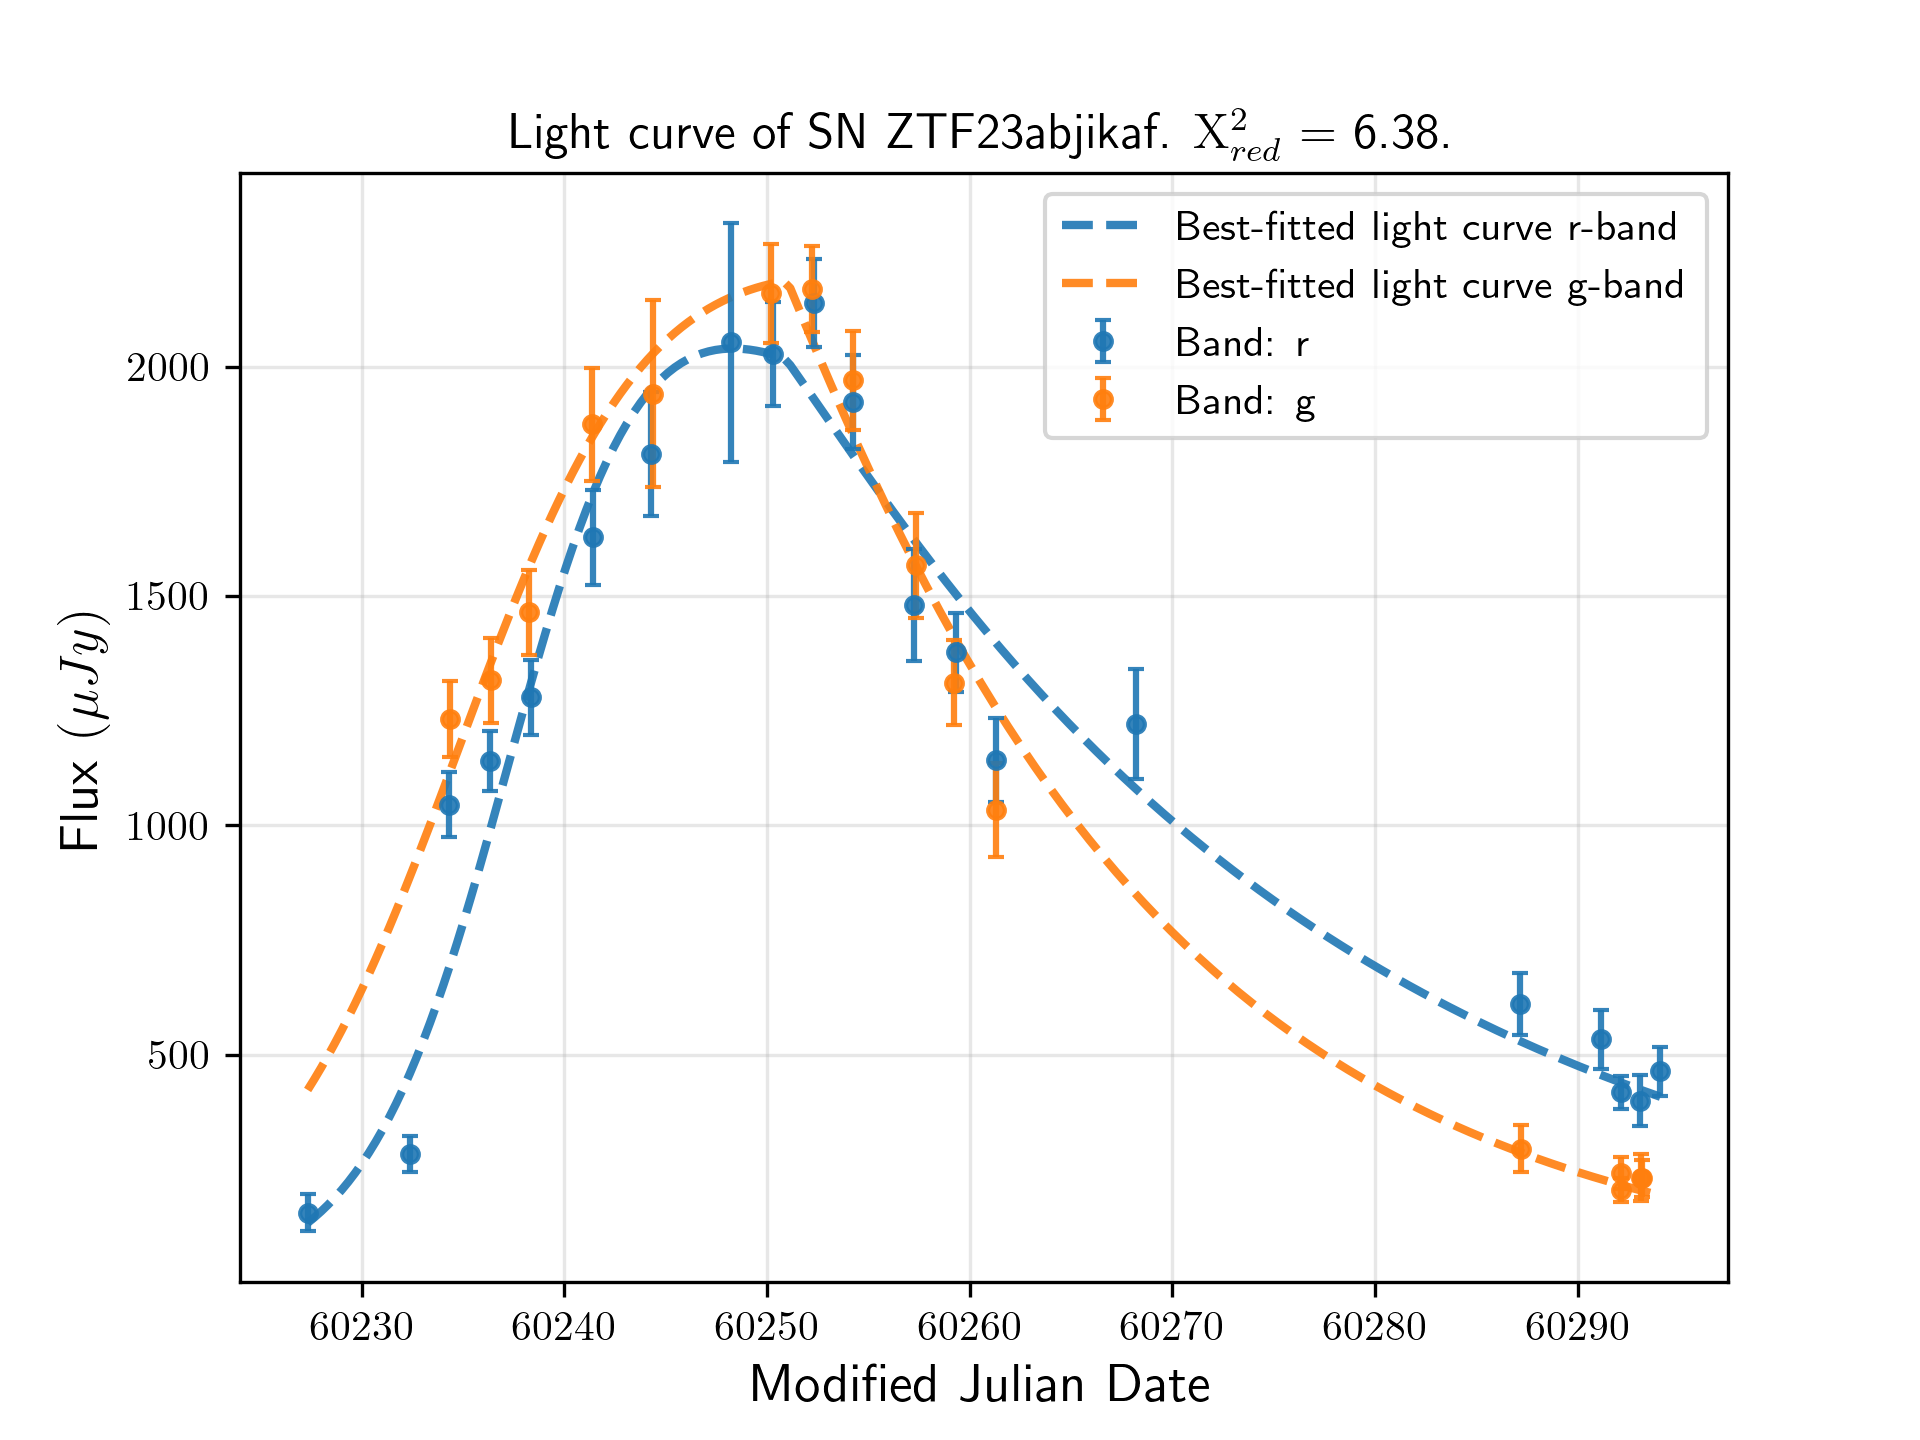 Light curve of SN ZTF23abjikaf. X²_red = 6.38.
Best-fitted light curve r-band
Best-fitted light curve g-band
Band: r
Band: g
Flux (μJy)
2000
1500
1000
500
60230 60240 60250 60260 60270 60280 60290
Modified Julian Date